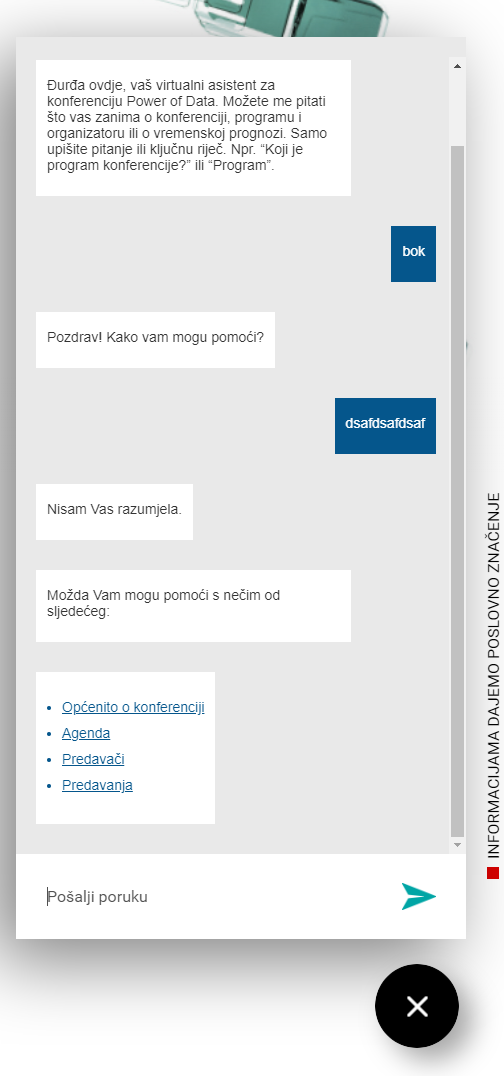 Đurđa ovdje, vaš virtualni asistent za
konferenciju Power of Data. Možete me pitati
što vas zanima o konferenciji, programu i
organizatoru ili o vremenskoj prognozi. Samo
upišite pitanje ili ključnu riječ. Npr. “Koji je
program konferencije?” ili “Program”.
bok
Pozdrav! Kako vam mogu pomoći?
dsafdsafdsaf
Nisam Vas razumjela.
Možda Vam mogu pomoći s nečim od
sljedećeg:
Općenito o konferenciji
Agenda
Predavači
Predavanja
Pošalji poruku
INFORMACIJAMA DAJEMO POSLOVNO ZNAČENJE